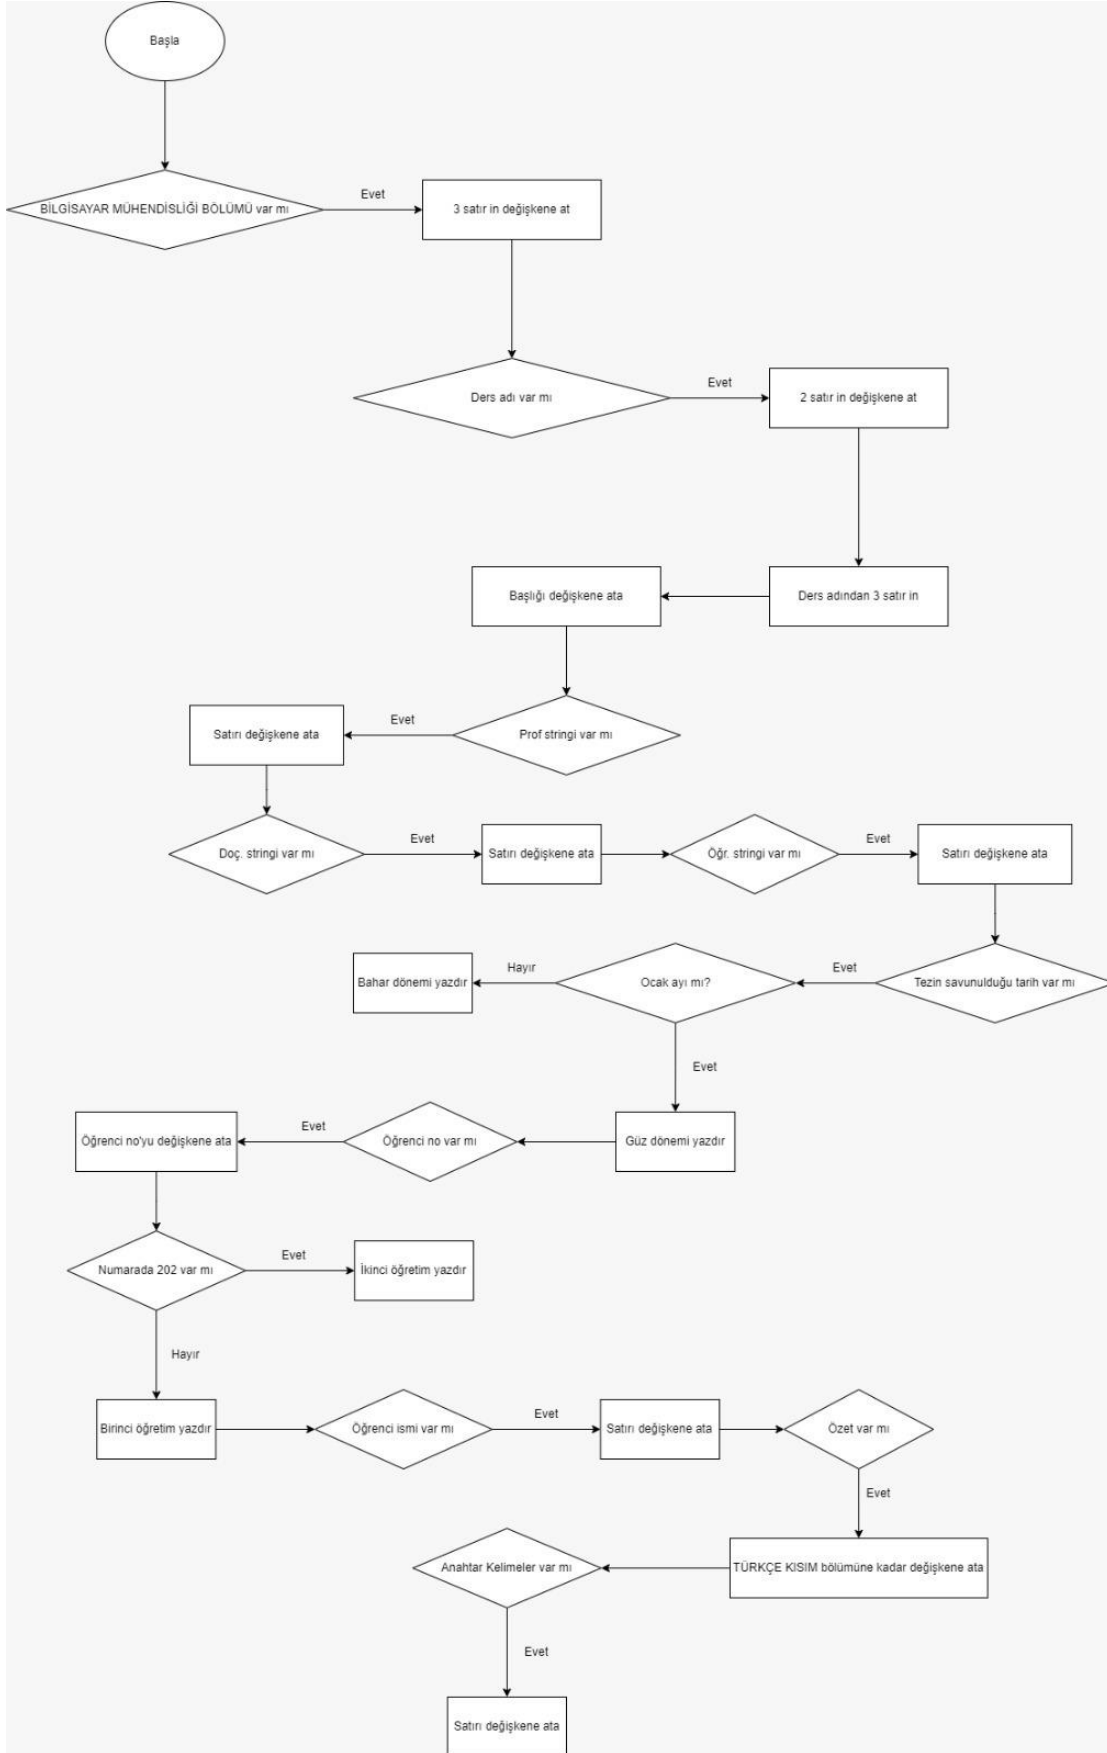 Başla
BİLGİSAYAR MÜHENDİSLİĞİ BÖLÜMÜ var mı
Evet
3 satır in değişkene at
Ders adı var mı
Evet
2 satır in değişkene at
Ders adından 3 satır in
Başlığı değişkene ata
Prof stringi var mı
Evet
Satırı değişkene ata
Doç. stringi var mı
Evet
Satırı değişkene ata
Öğr. stringi var mı
Evet
Satırı değişkene ata
Tezin savunulduğu tarih var mı
Evet
Ocak ayı mı?
Hayır
Bahar dönemi yazdır
Evet
Güz dönemi yazdır
Öğrenci no var mı
Evet
Öğrenci no'yu değişkene ata
Numarada 202 var mı
Evet
İkinci öğretim yazdır
Hayır
Birinci öğretim yazdır
Öğrenci ismi var mı
Evet
Satırı değişkene ata
Özet var mı
Evet
TÜRKÇE KISIM bölümüne kadar değişkene ata
Anahtar Kelimeler var mı
Evet
Satırı değişkene ata